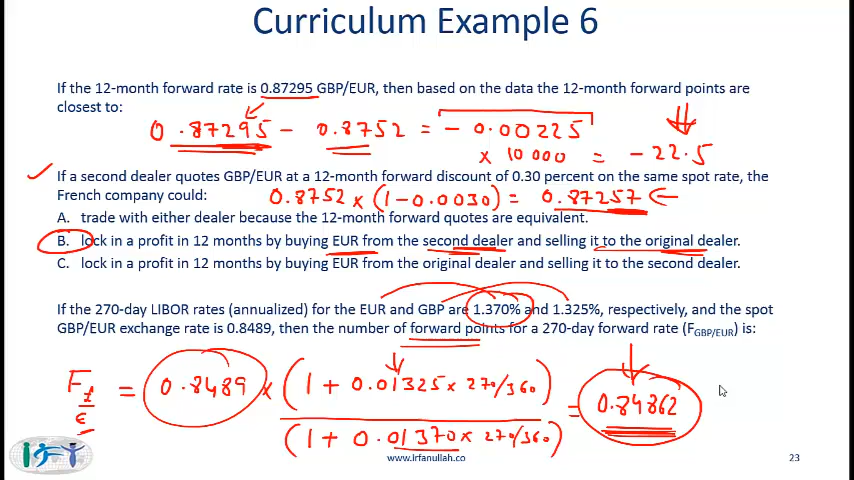 Curriculum Example 6
If the 12-month forward rate is 0.87295 GBP/EUR, then based on the data the 12-month forward points are
closest to:
0.87295 - 0.8752 = - 0.00225
× 10 000 = - 22.5
If a second dealer quotes GBP/EUR at a 12-month forward discount of 0.30 percent on the same spot rate, the
French company could:
0.8752 × (1 - 0.0030) = 0.87257 ←
A. trade with either dealer because the 12-month forward quotes are equivalent.
B. lock in a profit in 12 months by buying EUR from the second dealer and selling it to the original dealer.
C. lock in a profit in 12 months by buying EUR from the original dealer and selling it to the second dealer.
If the 270-day LIBOR rates (annualized) for the EUR and GBP are 1.370% and 1.325%, respectively, and the spot
GBP/EUR exchange rate is 0.8489, then the number of forward points for a 270-day forward rate (F_GBP/EUR) is:
F £/€ = 0.8489 × (1 + 0.01325 × 270/360) / (1 + 0.01370 × 270/360) = 0.84862
IFT
www.irfanullah.co
23